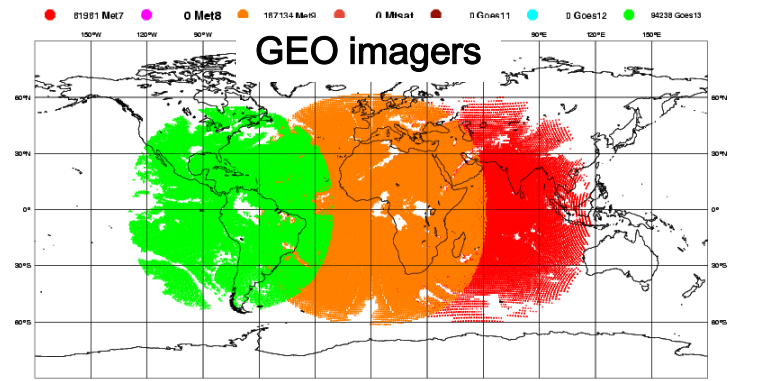 61981 Met7 0 Met8 167134 Met9 0 Mtsat 0 Goes11 0 Goes12 94238 Goes13
150°W 120°W 90°W 90°E 120°E 150°E
GEO imagers
60°N 60°N
30°N 30°N
0° 0°
30°S 30°S
60°S 60°S